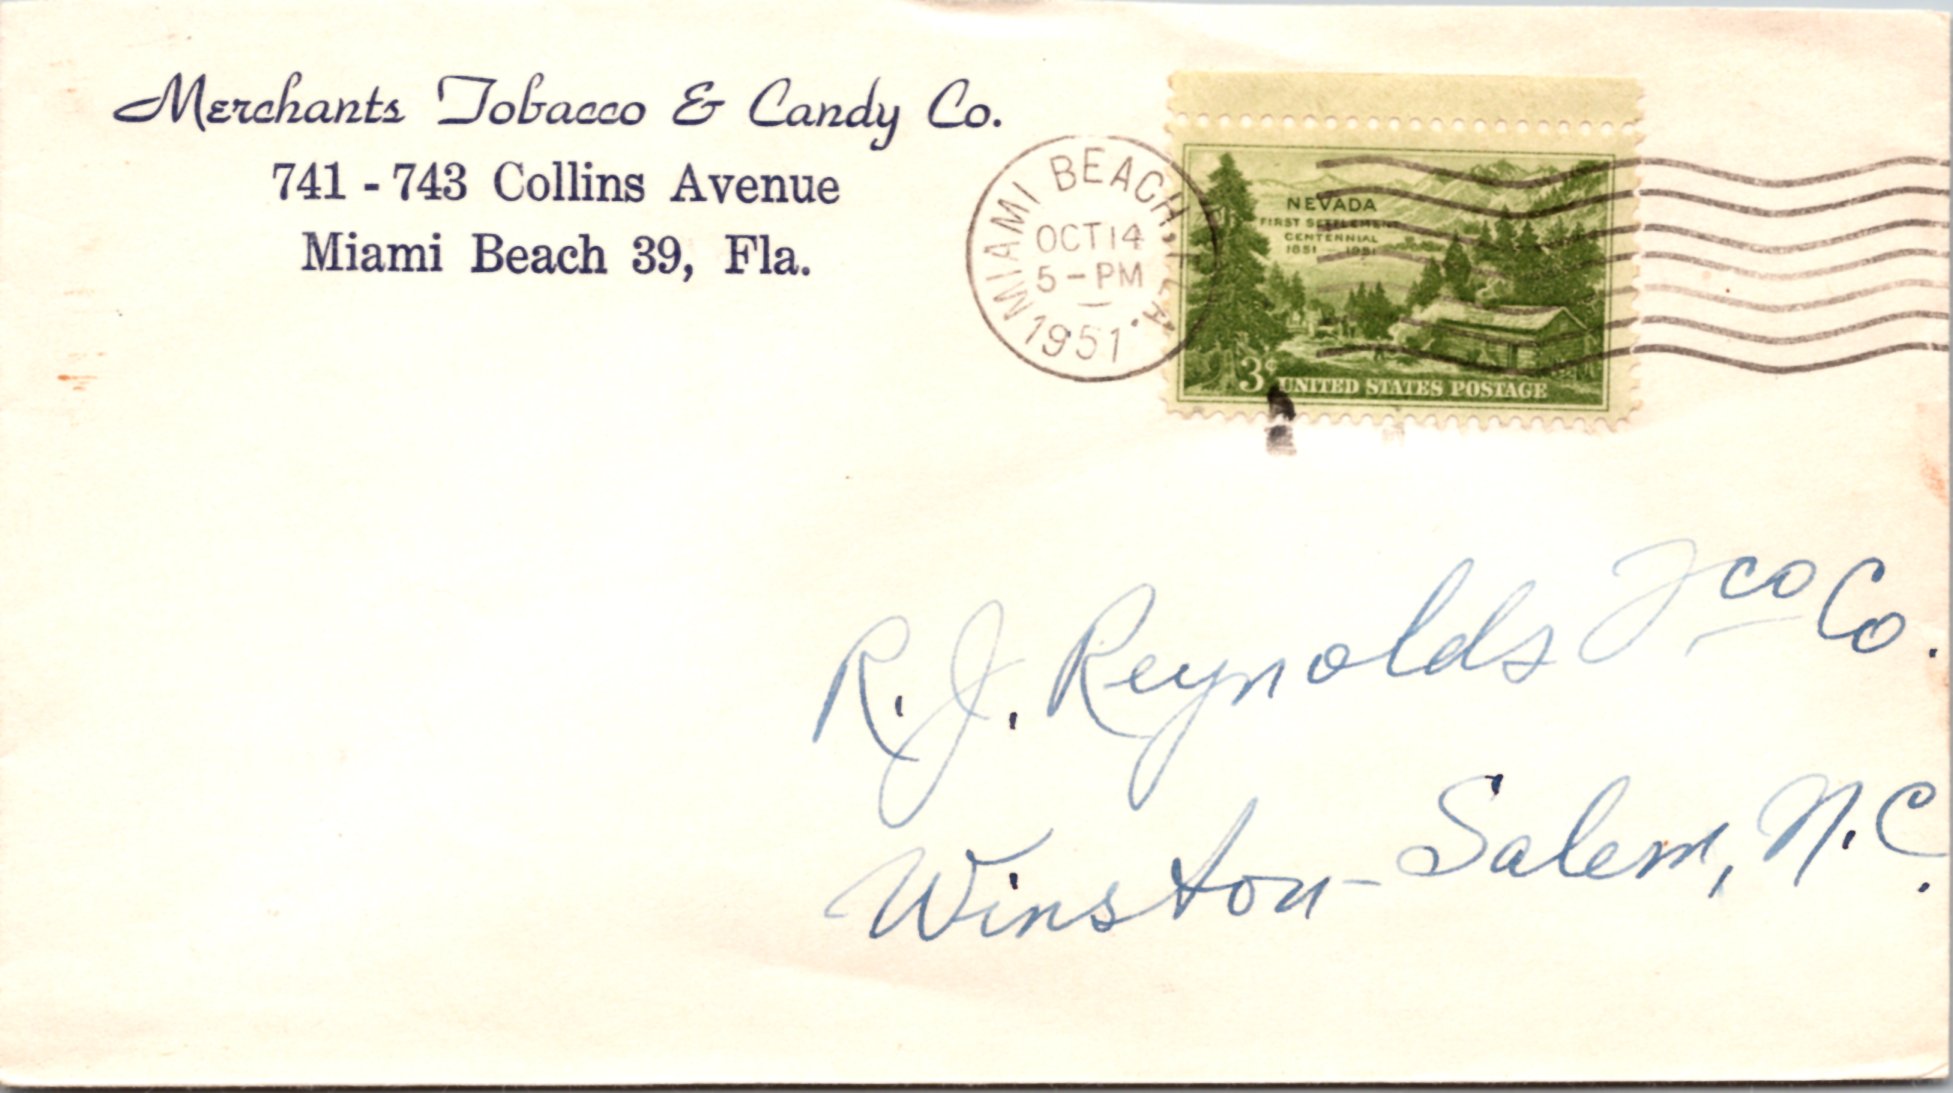 Merchants Tobacco & Candy Co.
741 - 743 Collins Avenue
Miami Beach 39, Fla.
MIAMI BEACH, FLA.
OCT 14
5 - PM
1951
NEVADA
FIRST SETTLEMENT
CENTENNIAL
1851 — 1951
3¢ UNITED STATES POSTAGE
R. J. Reynolds Tco Co.
Winston-Salem, N.C.